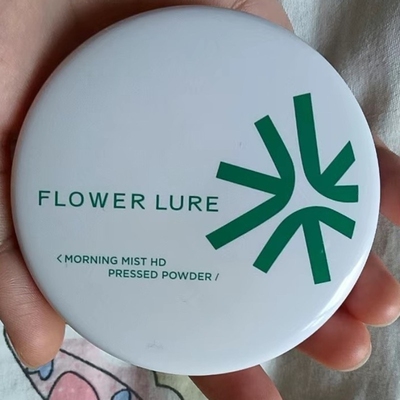 FLOWER LURE
<MORNING MIST HD
PRESSED POWDER/